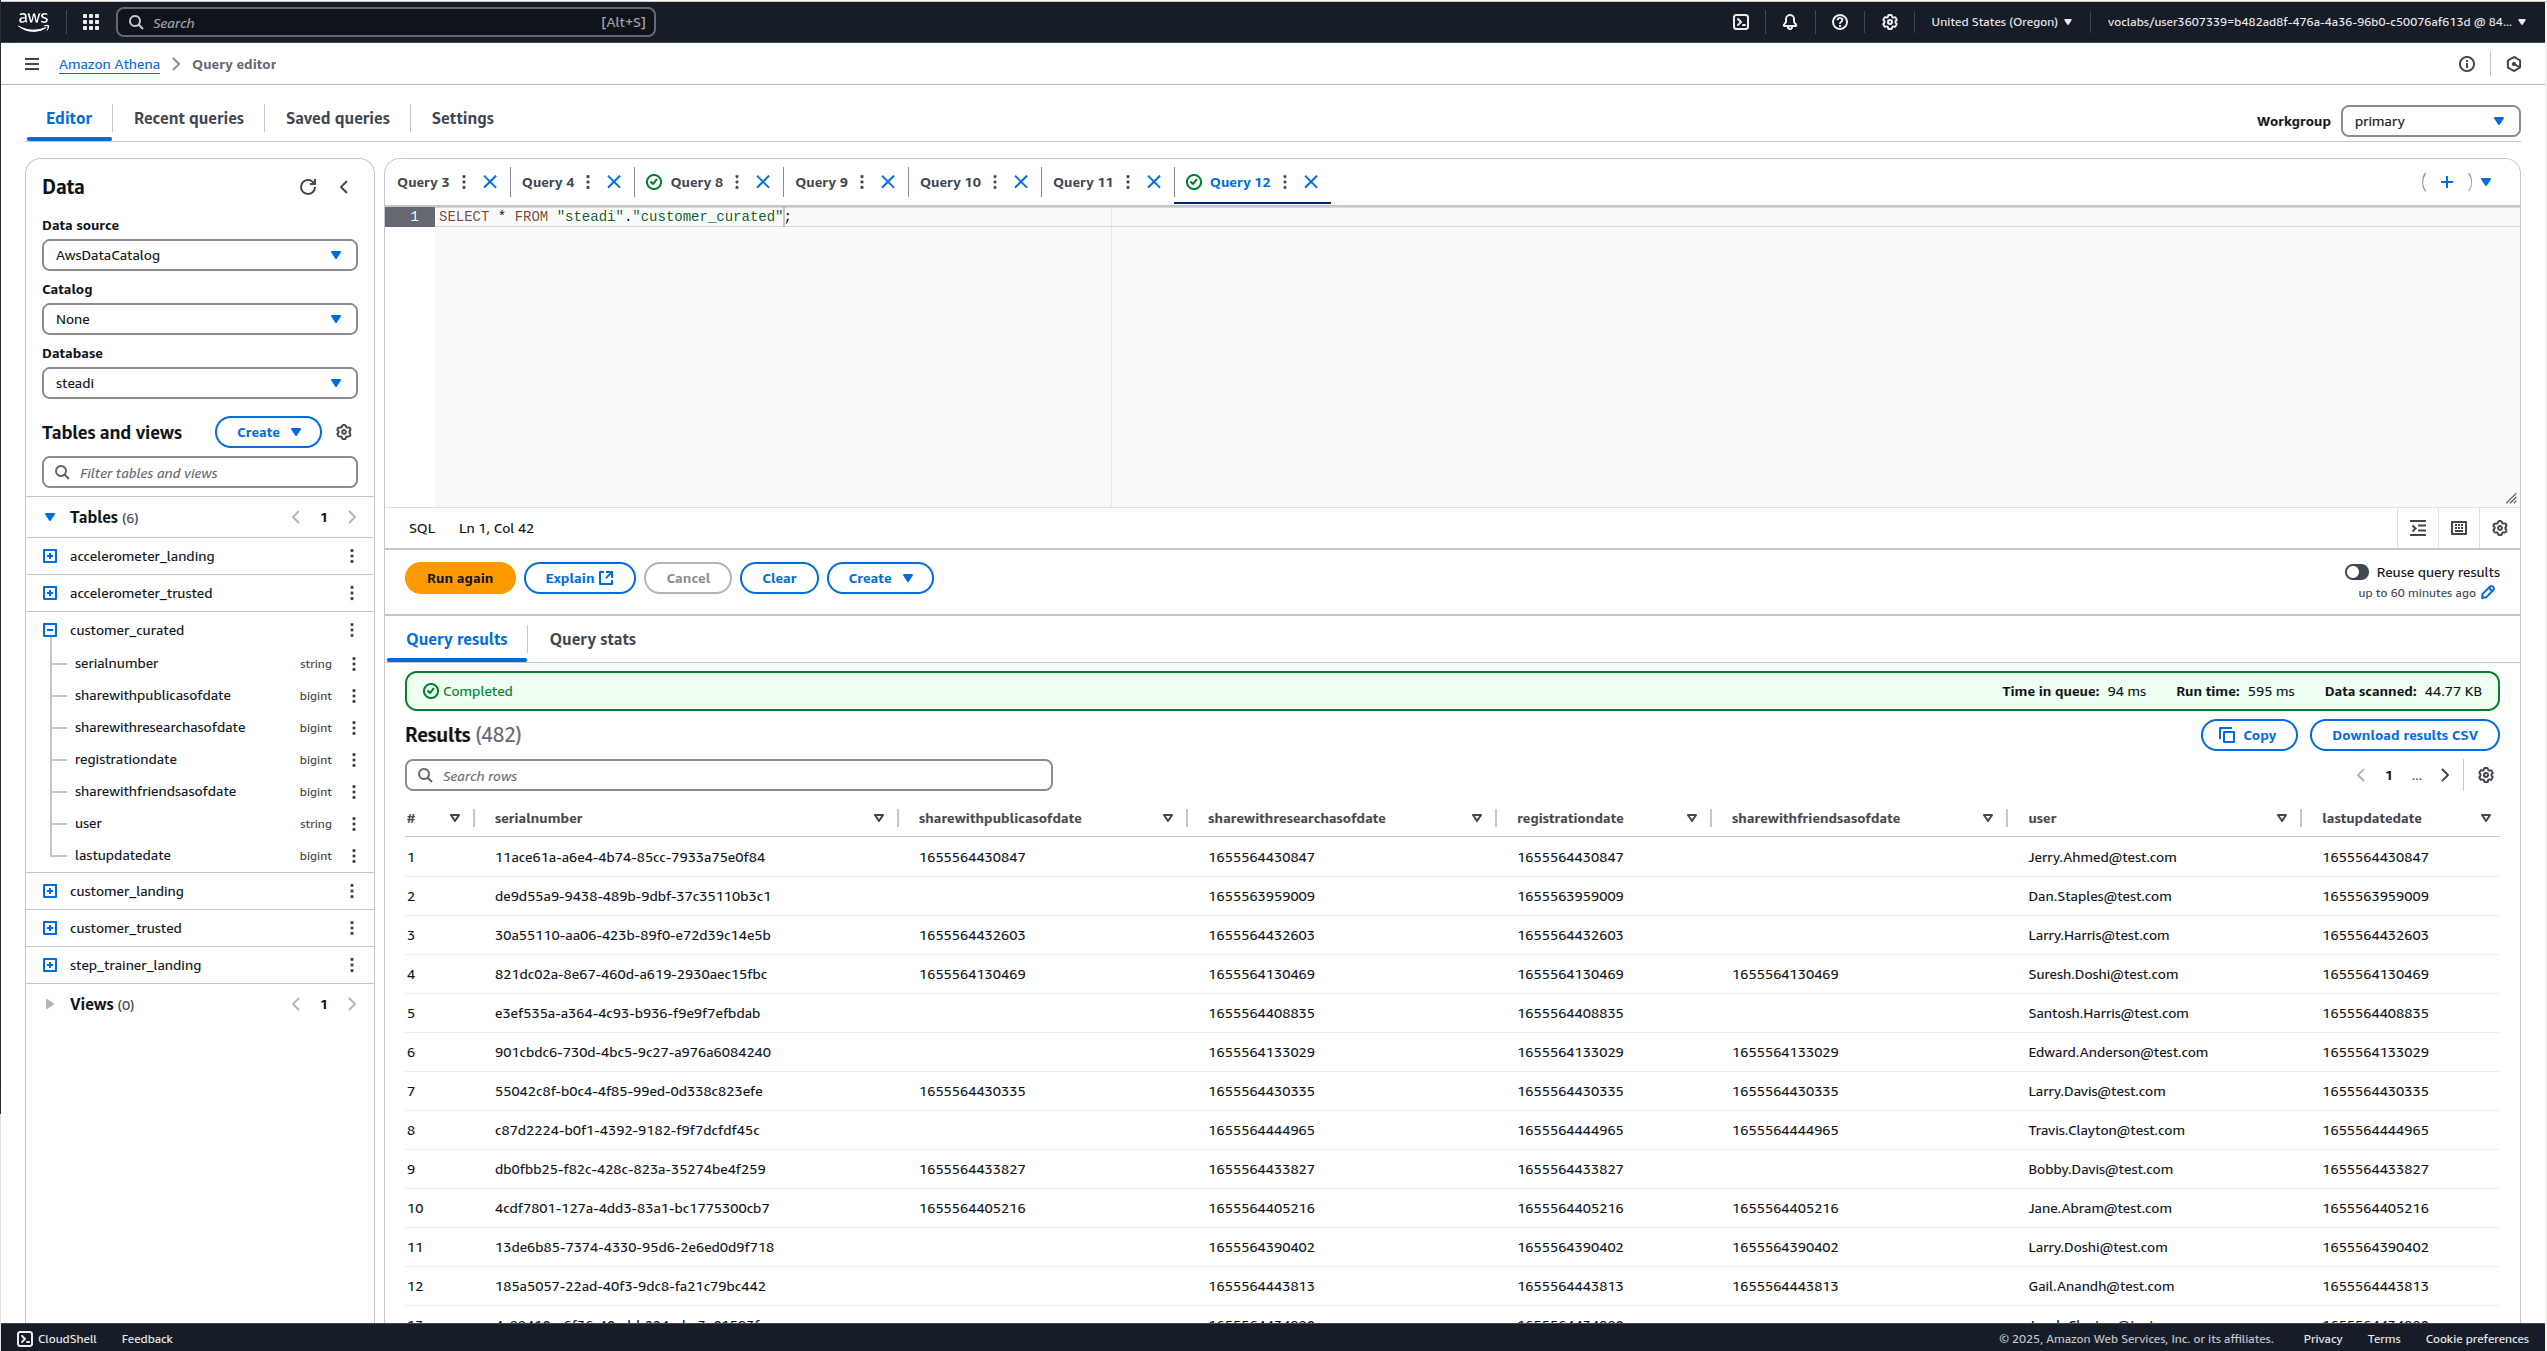 aws
Search [Alt+S]
United States (Oregon)
voclabs/user3607339=b482ad8f-476a-4a36-96b0-c50076af613d @ 84...
Amazon Athena > Query editor
Editor
Recent queries
Saved queries
Settings
Workgroup
primary
Data
Data source
AwsDataCatalog
Catalog
None
Database
steadi
Tables and views
Create
Filter tables and views
Tables (6)
1
accelerometer_landing
accelerometer_trusted
customer_curated
serialnumber string
sharewithpublicasofdate bigint
sharewithresearchasofdate bigint
registrationdate bigint
sharewithfriendsasofdate bigint
user string
lastupdatedate bigint
customer_landing
customer_trusted
step_trainer_landing
Views (0)
1
Query 3
Query 4
Query 8
Query 9
Query 10
Query 11
Query 12
1 SELECT * FROM "steadi"."customer_curated";
SQL Ln 1, Col 42
Run again
Explain
Cancel
Clear
Create
Reuse query results
up to 60 minutes ago
Query results
Query stats
Completed
Time in queue: 94 ms Run time: 595 ms Data scanned: 44.77 KB
Results (482)
Copy
Download results CSV
Search rows
1 ...
# serialnumber sharewithpublicasofdate sharewithresearchasofdate registrationdate sharewithfriendsasofdate user lastupdatedate
1 11ace61a-a6e4-4b74-85cc-7933a75e0f84 1655564430847 1655564430847 1655564430847 Jerry.Ahmed@test.com 1655564430847
2 de9d55a9-9438-489b-9dbf-37c35110b3c1 1655563959009 1655563959009 Dan.Staples@test.com 1655563959009
3 30a55110-aa06-423b-89f0-e72d39c14e5b 1655564432603 1655564432603 1655564432603 Larry.Harris@test.com 1655564432603
4 821dc02a-8e67-460d-a619-2930aec15fbc 1655564130469 1655564130469 1655564130469 1655564130469 Suresh.Doshi@test.com 1655564130469
5 e3ef535a-a364-4c93-b936-f9e9f7efbdab 1655564408835 1655564408835 Santosh.Harris@test.com 1655564408835
6 901cbdc6-730d-4bc5-9c27-a976a6084240 1655564133029 1655564133029 1655564133029 Edward.Anderson@test.com 1655564133029
7 55042c8f-b0c4-4f85-99ed-0d338c823efe 1655564430335 1655564430335 1655564430335 1655564430335 Larry.Davis@test.com 1655564430335
8 c87d2224-b0f1-4392-9182-f9f7dcfdf45c 1655564444965 1655564444965 1655564444965 Travis.Clayton@test.com 1655564444965
9 db0fbb25-f82c-428c-823a-35274be4f259 1655564433827 1655564433827 1655564433827 Bobby.Davis@test.com 1655564433827
10 4cdf7801-127a-4dd3-83a1-bc1775300cb7 1655564405216 1655564405216 1655564405216 1655564405216 Jane.Abram@test.com 1655564405216
11 13de6b85-7374-4330-95d6-2e6ed0d9f718 1655564390402 1655564390402 1655564390402 Larry.Doshi@test.com 1655564390402
12 185a5057-22ad-40f3-9dc8-fa21c79bc442 1655564443813 1655564443813 1655564443813 Gail.Anandh@test.com 1655564443813
CloudShell
Feedback
© 2025, Amazon Web Services, Inc. or its affiliates.
Privacy
Terms
Cookie preferences